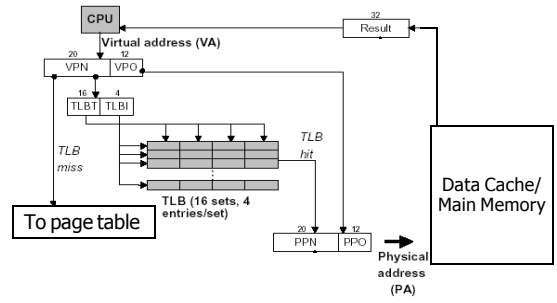 CPU
32
Result
Virtual address (VA)
20 12
VPN VPO
16 4
TLBT TLBI
TLB
miss
TLB
hit
...
TLB (16 sets, 4
entries/set)
To page table
Data Cache/
Main Memory
20 12
PPN PPO
Physical
address
(PA)